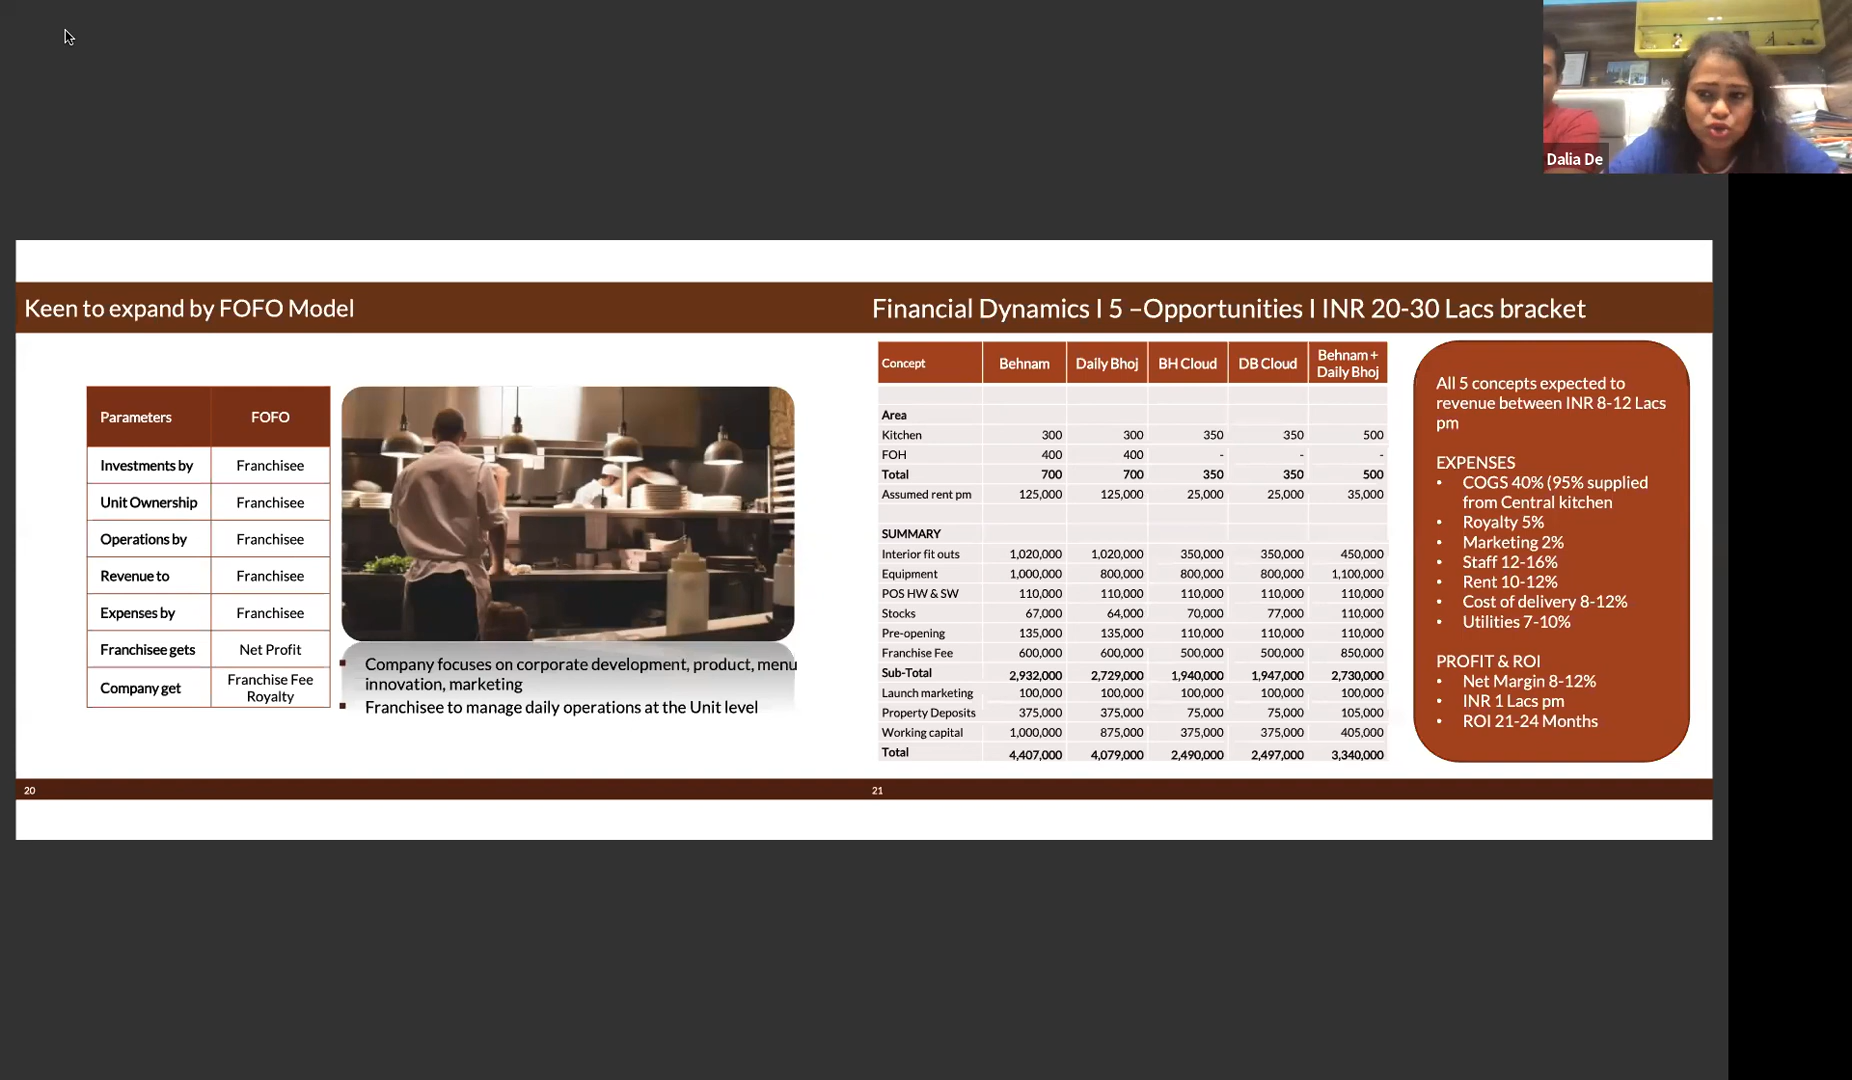 Dalia De
Keen to expand by FOFO Model
Parameters FOFO
Investments by Franchisee
Unit Ownership Franchisee
Operations by Franchisee
Revenue to Franchisee
Expenses by Franchisee
Franchisee gets Net Profit
Company get Franchise Fee
Royalty
▪ Company focuses on corporate development, product, menu
innovation, marketing
▪ Franchisee to manage daily operations at the Unit level
20
Financial Dynamics I 5 –Opportunities I INR 20-30 Lacs bracket
Concept Behnam Daily Bhoj BH Cloud DB Cloud Behnam +
Daily Bhoj
Area
Kitchen 300 300 350 350 500
FOH 400 400 - - -
Total 700 700 350 350 500
Assumed rent pm 125,000 125,000 25,000 25,000 35,000
SUMMARY
Interior fit outs 1,020,000 1,020,000 350,000 350,000 450,000
Equipment 1,000,000 800,000 800,000 800,000 1,100,000
POS HW & SW 110,000 110,000 110,000 110,000 110,000
Stocks 67,000 64,000 70,000 77,000 110,000
Pre-opening 135,000 135,000 110,000 110,000 110,000
Franchise Fee 600,000 600,000 500,000 500,000 850,000
Sub-Total 2,932,000 2,729,000 1,940,000 1,947,000 2,730,000
Launch marketing 100,000 100,000 100,000 100,000 100,000
Property Deposits 375,000 375,000 75,000 75,000 105,000
Working capital 1,000,000 875,000 375,000 375,000 405,000
Total 4,407,000 4,079,000 2,490,000 2,497,000 3,340,000
All 5 concepts expected to
revenue between INR 8-12 Lacs
pm
EXPENSES
• COGS 40% (95% supplied
from Central kitchen
• Royalty 5%
• Marketing 2%
• Staff 12-16%
• Rent 10-12%
• Cost of delivery 8-12%
• Utilities 7-10%
PROFIT & ROI
• Net Margin 8-12%
• INR 1 Lacs pm
• ROI 21-24 Months
21